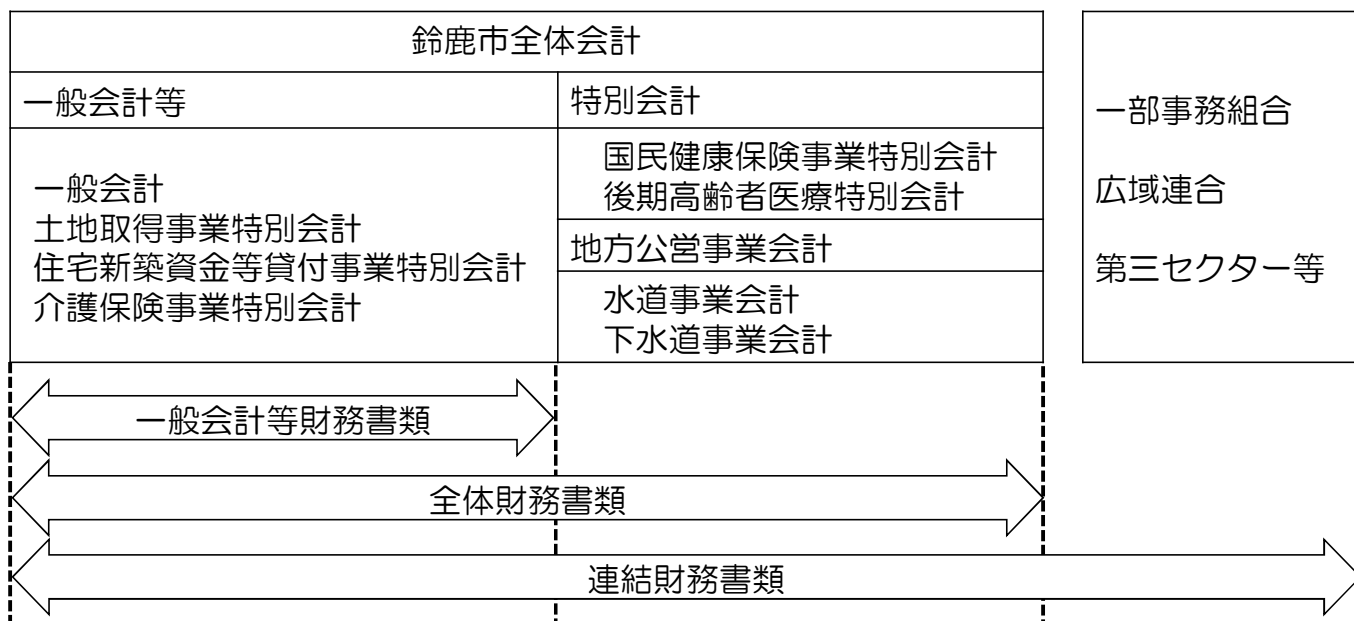 鈴鹿市全体会計
一般会計等
特別会計
一般会計
土地取得事業特別会計
住宅新築資金等貸付事業特別会計
介護保険事業特別会計
国民健康保険事業特別会計
後期高齢者医療特別会計
地方公営事業会計
水道事業会計
下水道事業会計
一部事務組合
広域連合
第三セクター等
一般会計等財務書類
全体財務書類
連結財務書類